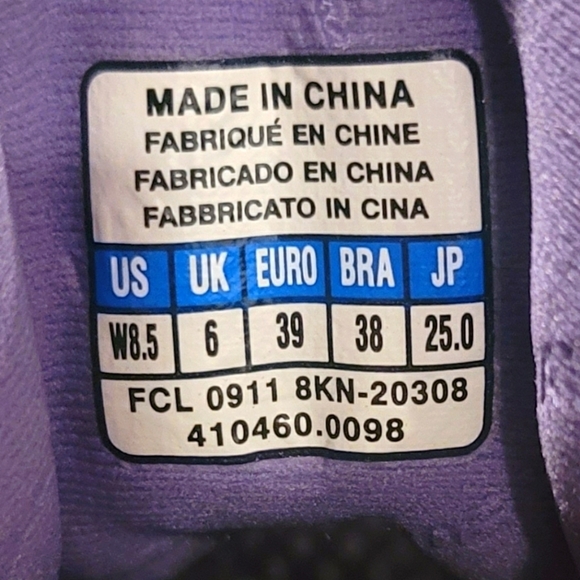 MADE IN CHINA
FABRIQUÉ EN CHINE
FABRICADO EN CHINA
FABBRICATO IN CINA
US UK EURO BRA JP
W8.5 6 39 38 25.0
FCL 0911 8KN-20308
410460.0098